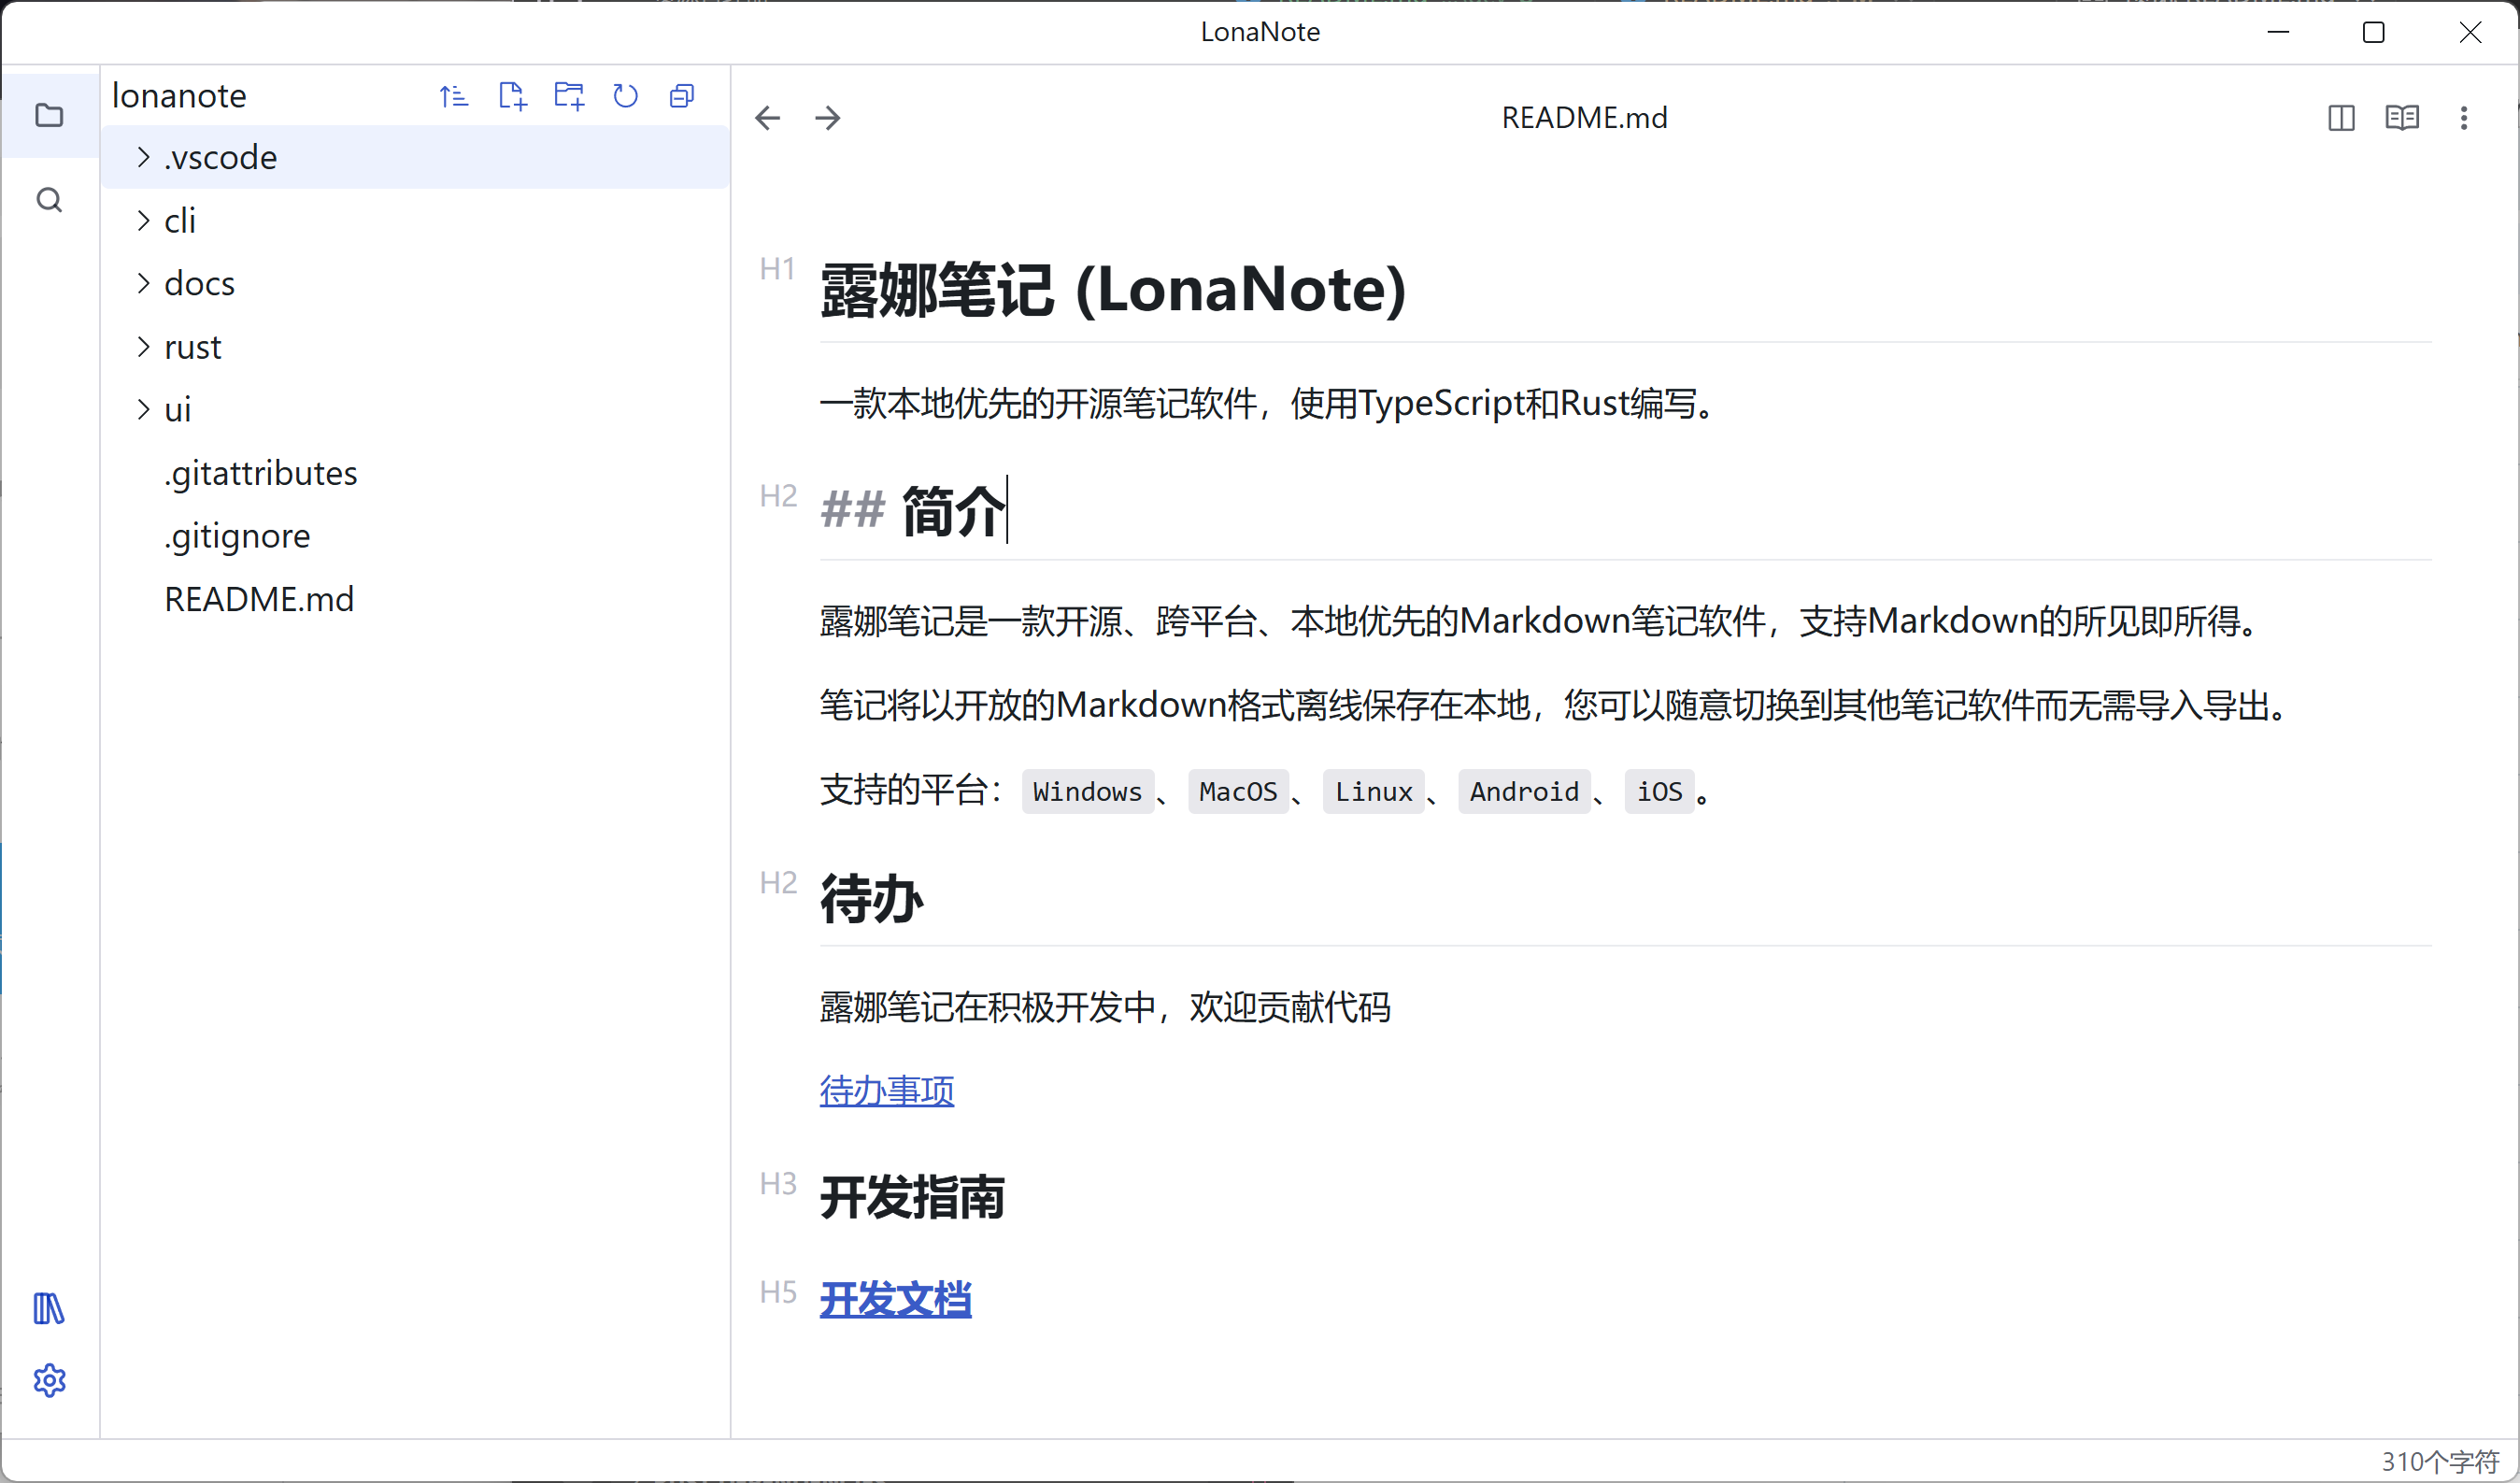 LonaNote
lonanote
.vscode
cli
docs
rust
ui
.gitattributes
.gitignore
README.md
README.md
H1 露娜笔记 (LonaNote)
一款本地优先的开源笔记软件，使用TypeScript和Rust编写。
H2 ## 简介
露娜笔记是一款开源、跨平台、本地优先的Markdown笔记软件，支持Markdown的所见即所得。
笔记将以开放的Markdown格式离线保存在本地，您可以随意切换到其他笔记软件而无需导入导出。
支持的平台：Windows、MacOS、Linux、Android、iOS。
H2 待办
露娜笔记在积极开发中，欢迎贡献代码
待办事项
H3 开发指南
H5 开发文档
310个字符